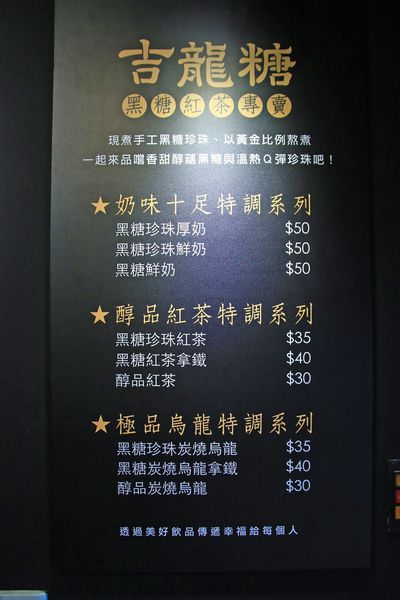 吉龍糖
黑糖紅茶專賣
現煮手工黑糖珍珠、以黃金比例熬煮
一起來品嚐香甜醇蘊黑糖與溫熱Q彈珍珠吧!
★奶味十足特調系列
黑糖珍珠厚奶 $50
黑糖珍珠鮮奶 $50
黑糖鮮奶 $50
★醇品紅茶特調系列
黑糖珍珠紅茶 $35
黑糖紅茶拿鐵 $40
醇品紅茶 $30
★極品烏龍特調系列
黑糖珍珠炭燒烏龍 $35
黑糖炭燒烏龍拿鐵 $40
醇品炭燒烏龍 $30
透過美好飲品傳遞幸福給每個人